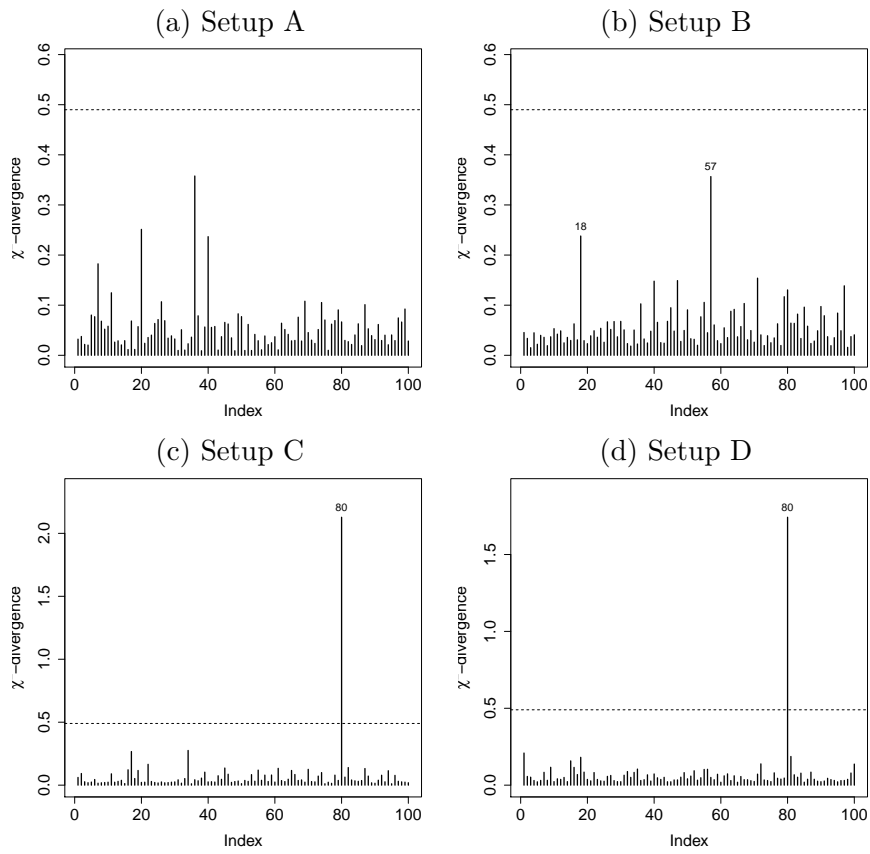 (a) Setup A
(b) Setup B
0.0 0.1 0.2 0.3 0.4 0.5 0.6
χ -divergence
0 20 40 60 80 100
Index
0.0 0.1 0.2 0.3 0.4 0.5 0.6
χ -divergence
18
57
0 20 40 60 80 100
Index
(c) Setup C
(d) Setup D
0.0 0.5 1.0 1.5 2.0
χ -divergence
80
0 20 40 60 80 100
Index
0.0 0.5 1.0 1.5
χ -divergence
80
0 20 40 60 80 100
Index